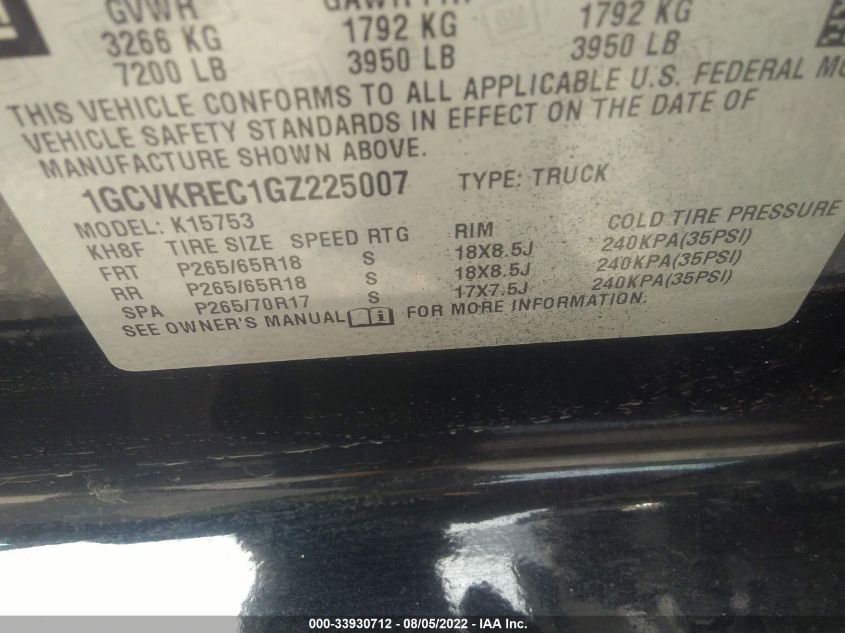 GVWR GAWR FRT
3266 KG 1792 KG 1792 KG
7200 LB 3950 LB 3950 LB
THIS VEHICLE CONFORMS TO ALL APPLICABLE U.S. FEDERAL MO
VEHICLE SAFETY STANDARDS IN EFFECT ON THE DATE OF
MANUFACTURE SHOWN ABOVE.
1GCVKREC1GZ225007 TYPE: TRUCK
MODEL: K15753
KH8F TIRE SIZE SPEED RTG RIM COLD TIRE PRESSURE
FRT P265/65R18 S 18X8.5J 240KPA(35PSI)
RR P265/65R18 S 18X8.5J 240KPA(35PSI)
SPA P265/70R17 S 17X7.5J 240KPA(35PSI)
SEE OWNER'S MANUAL FOR MORE INFORMATION.
000-33930712 - 08/05/2022 - IAA Inc.